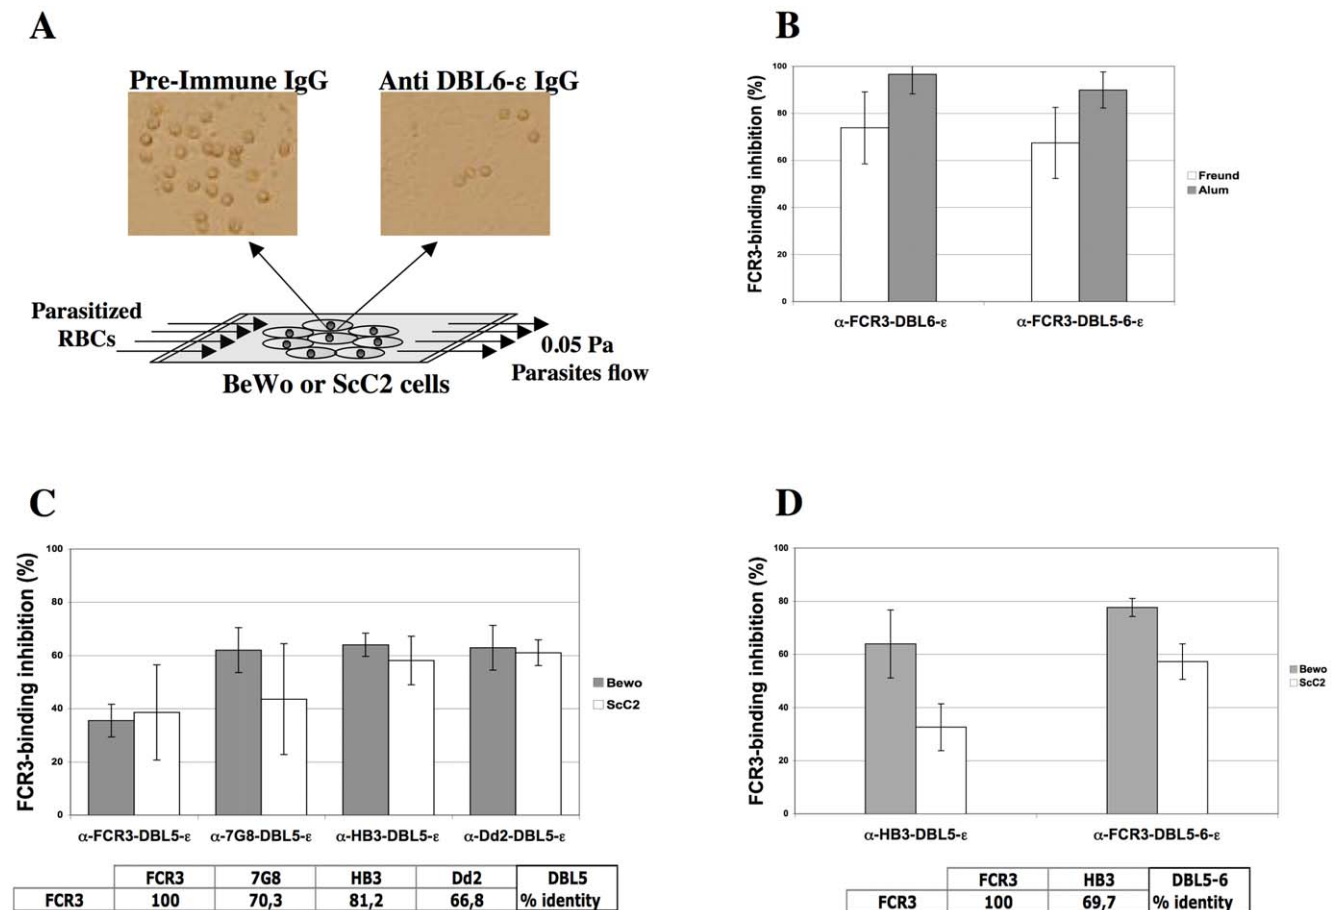 A
Pre-Immune IgG
Anti DBL6-ε IgG
Parasitized
RBCs
0.05 Pa
Parasites flow
BeWo or ScC2 cells
B
FCR3-binding inhibition (%)
100
80
60
40
20
0
α-FCR3-DBL6-ε
α-FCR3-DBL5-6-ε
Freund
Alum
C
FCR3-binding inhibition (%)
100
80
60
40
20
0
α-FCR3-DBL5-ε
α-7G8-DBL5-ε
α-HB3-DBL5-ε
α-Dd2-DBL5-ε
Bewo
ScC2
FCR3 7G8 HB3 Dd2 DBL5
FCR3 100 70,3 81,2 66,8 % identity
D
FCR3-binding inhibition (%)
100
80
60
40
20
0
α-HB3-DBL5-ε
α-FCR3-DBL5-6-ε
Bewo
ScC2
FCR3 HB3 DBL5-6
FCR3 100 69,7 % identity